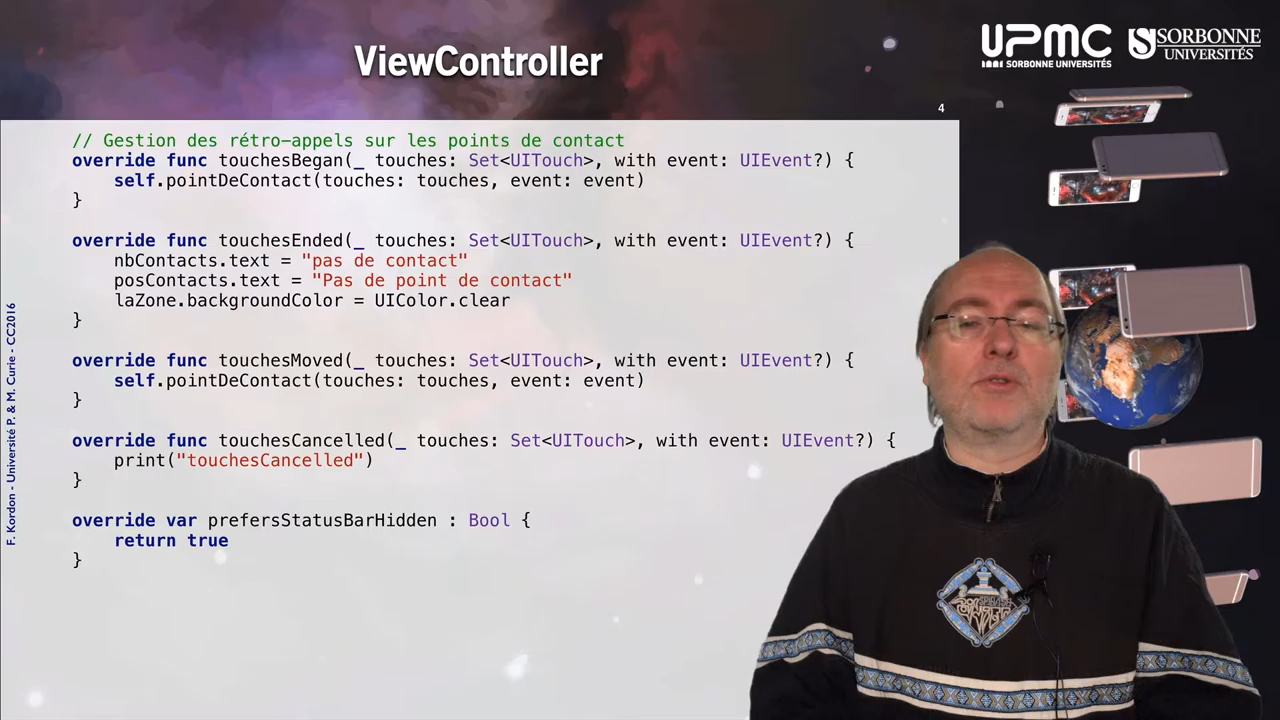 ViewController
UPMC
SORBONNE UNIVERSITÉS
SORBONNE
UNIVERSITÉS
4
// Gestion des rétro-appels sur les points de contact
override func touchesBegan(_ touches: Set<UITouch>, with event: UIEvent?) {
self.pointDeContact(touches: touches, event: event)
}
override func touchesEnded(_ touches: Set<UITouch>, with event: UIEvent?) {
nbContacts.text = "pas de contact"
posContacts.text = "Pas de point de contact"
laZone.backgroundColor = UIColor.clear
}
override func touchesMoved(_ touches: Set<UITouch>, with event: UIEvent?) {
self.pointDeContact(touches: touches, event: event)
}
override func touchesCancelled(_ touches: Set<UITouch>, with event: UIEvent?) {
print("touchesCancelled")
}
override var prefersStatusBarHidden : Bool {
return true
}
F. Kordon - Université P. & M. Curie - CC2016